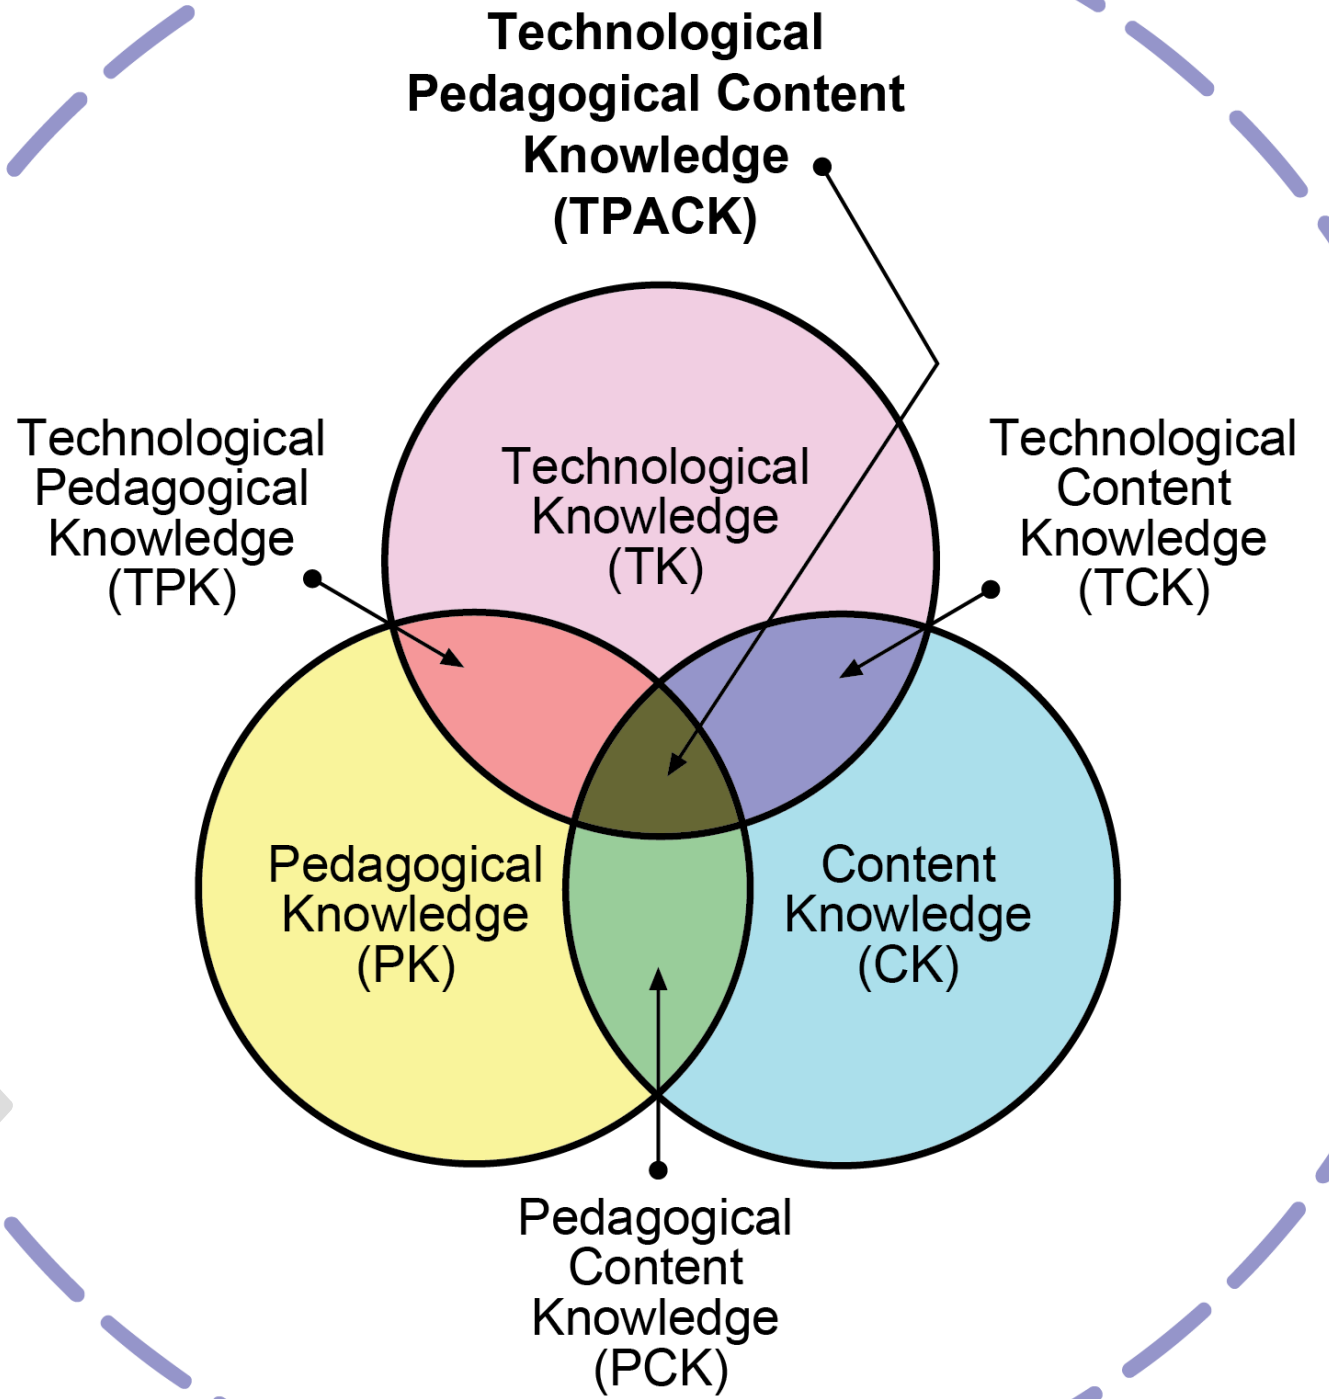 Technological
Pedagogical Content
Knowledge
(TPACK)
Technological
Pedagogical
Knowledge
(TPK)
Technological
Knowledge
(TK)
Technological
Content
Knowledge
(TCK)
Pedagogical
Knowledge
(PK)
Content
Knowledge
(CK)
Pedagogical
Content
Knowledge
(PCK)